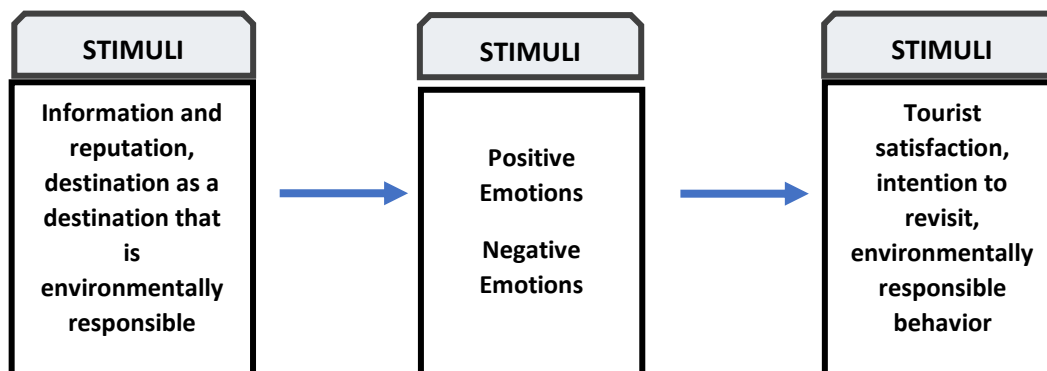 STIMULI
Information and
reputation,
destination as a
destination that
is
environmentally
responsible
STIMULI
Positive
Emotions
Negative
Emotions
STIMULI
Tourist
satisfaction,
intention to
revisit,
environmentally
responsible
behavior